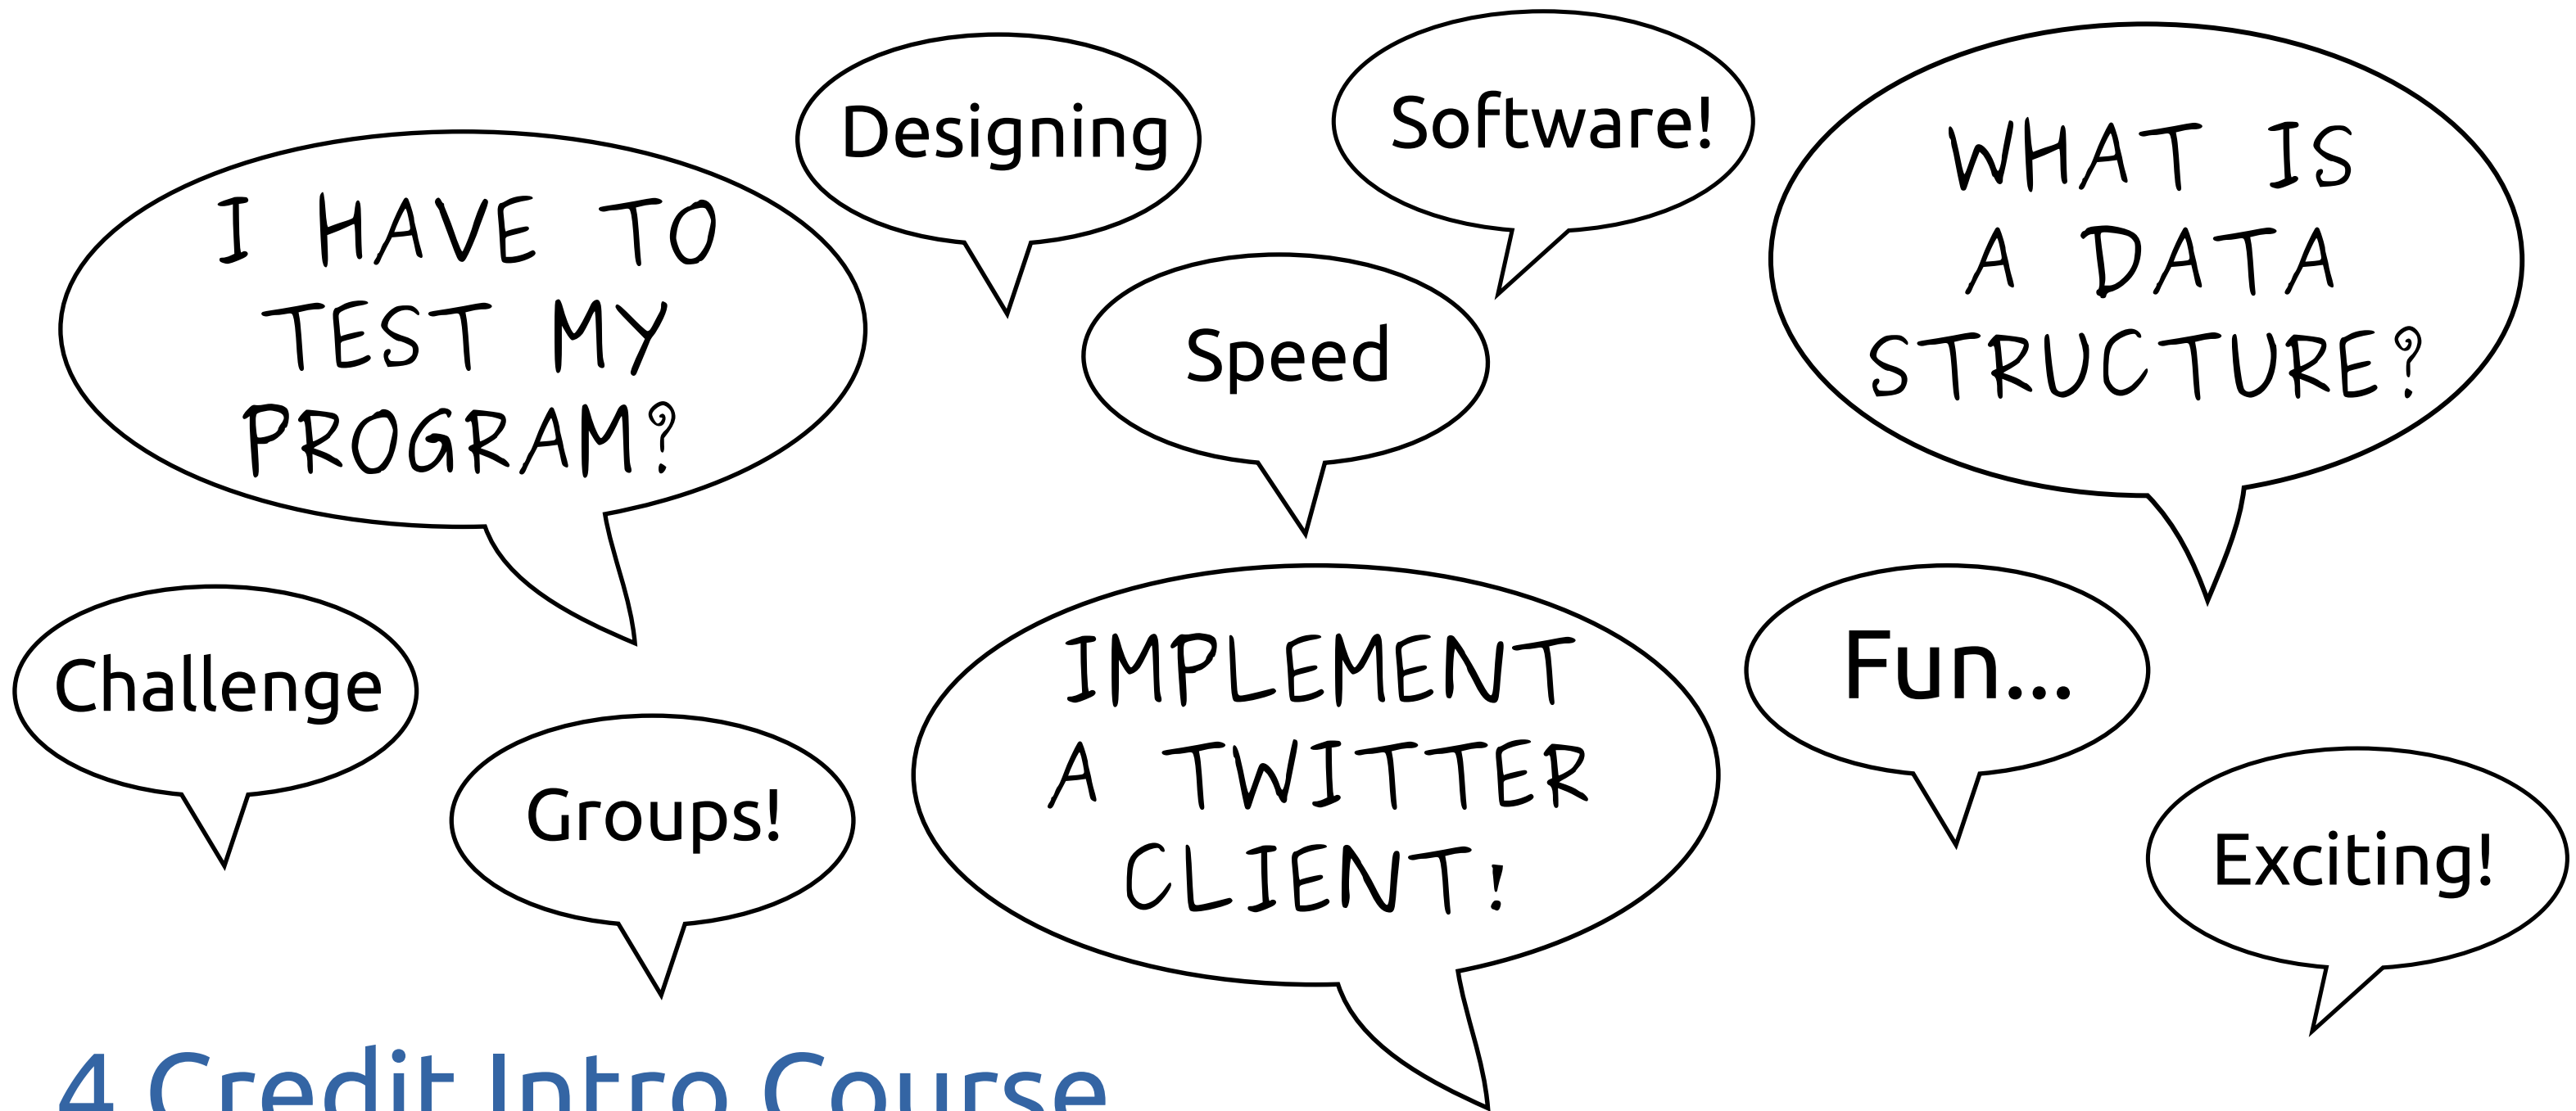 Designing
Software!
I HAVE TO
TEST MY
PROGRAM?
Speed
WHAT IS
A DATA
STRUCTURE?
Challenge
Groups!
IMPLEMENT
A TWITTER
CLIENT!
Fun...
Exciting!
4 Credit Intro Course